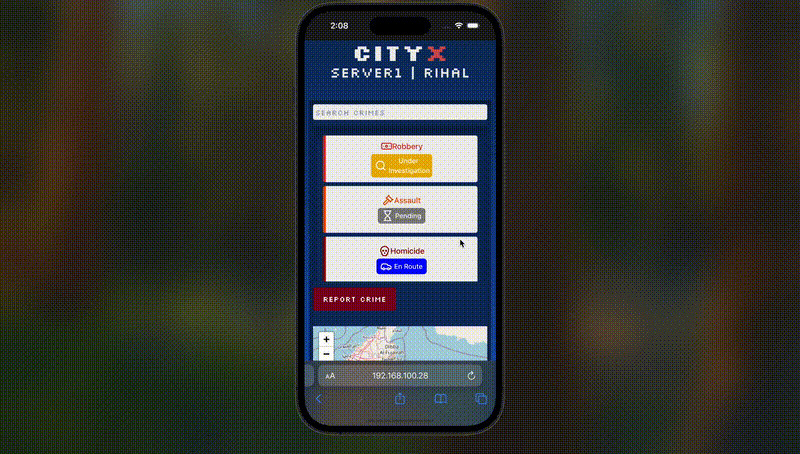 2:08
CITY X
SERVER1 | RIHAL
SEARCH CRIMES
Robbery
Under
Investigation
Assault
Pending
Homicide
En Route
REPORT CRIME
+
−
AA
192.168.100.28